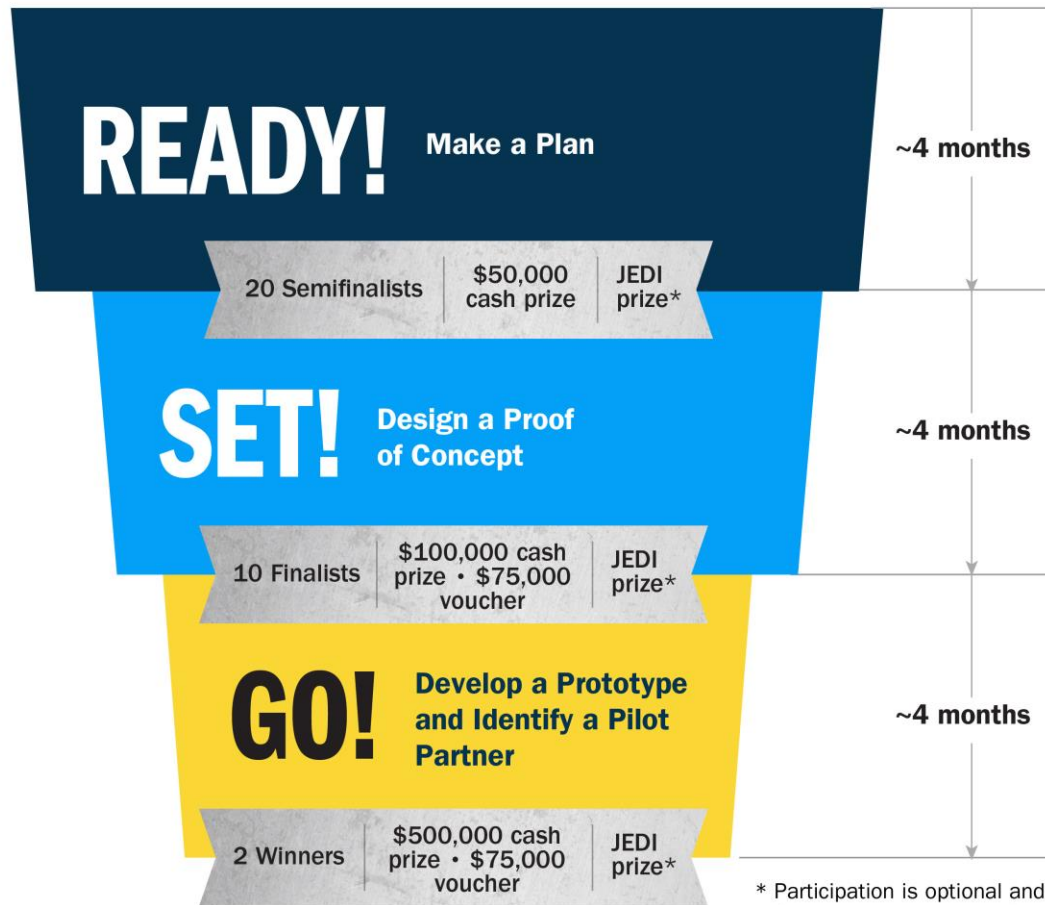 READY!
Make a Plan
~4 months
20 Semifinalists
$50,000
cash prize
JEDI
prize*
SET!
Design a Proof
of Concept
~4 months
10 Finalists
$100,000 cash
prize • $75,000
voucher
JEDI
prize*
GO!
Develop a Prototype
and Identify a Pilot
Partner
~4 months
2 Winners
$500,000 cash
prize • $75,000
voucher
JEDI
prize*
* Participation is optional and